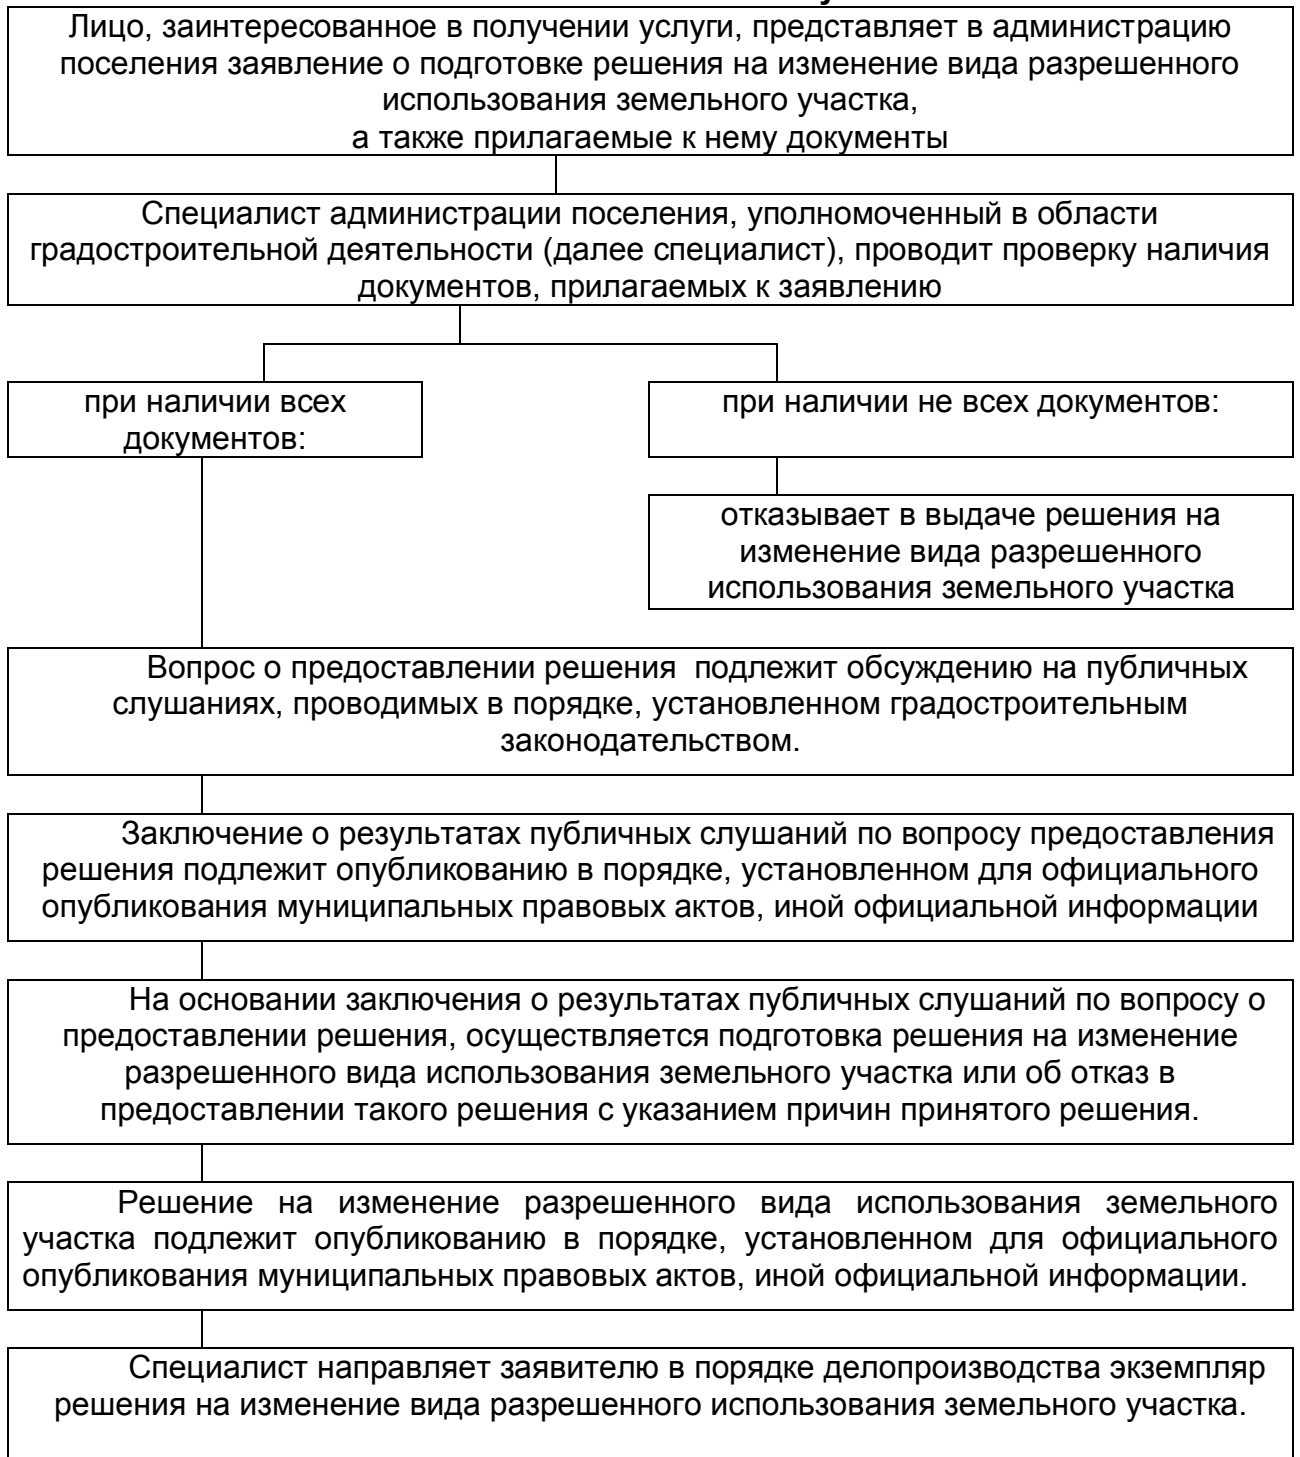 Лицо, заинтересованное в получении услуги, представляет в администрацию
поселения заявление о подготовке решения на изменение вида разрешенного
использования земельного участка,
а также прилагаемые к нему документы
Специалист администрации поселения, уполномоченный в области
градостроительной деятельности (далее специалист), проводит проверку наличия
документов, прилагаемых к заявлению
при наличии всех
документов:
при наличии не всех документов:
отказывает в выдаче решения на
изменение вида разрешенного
использования земельного участка
Вопрос о предоставлении решения подлежит обсуждению на публичных
слушаниях, проводимых в порядке, установленном градостроительным
законодательством.
Заключение о результатах публичных слушаний по вопросу предоставления
решения подлежит опубликованию в порядке, установленном для официального
опубликования муниципальных правовых актов, иной официальной информации
На основании заключения о результатах публичных слушаний по вопросу о
предоставлении решения, осуществляется подготовка решения на изменение
разрешенного вида использования земельного участка или об отказ в
предоставлении такого решения с указанием причин принятого решения.
Решение на изменение разрешенного вида использования земельного
участка подлежит опубликованию в порядке, установленном для официального
опубликования муниципальных правовых актов, иной официальной информации.
Специалист направляет заявителю в порядке делопроизводства экземпляр
решения на изменение вида разрешенного использования земельного участка.